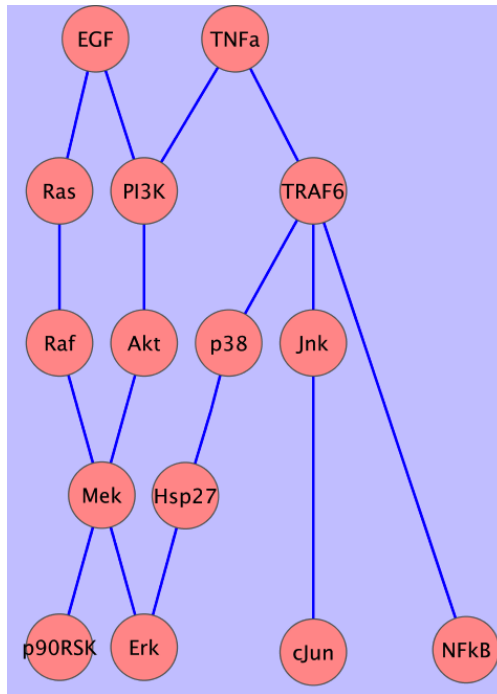 EGF
TNFa
Ras
PI3K
TRAF6
Raf
Akt
p38
Jnk
Mek
Hsp27
p90RSK
Erk
cJun
NFkB